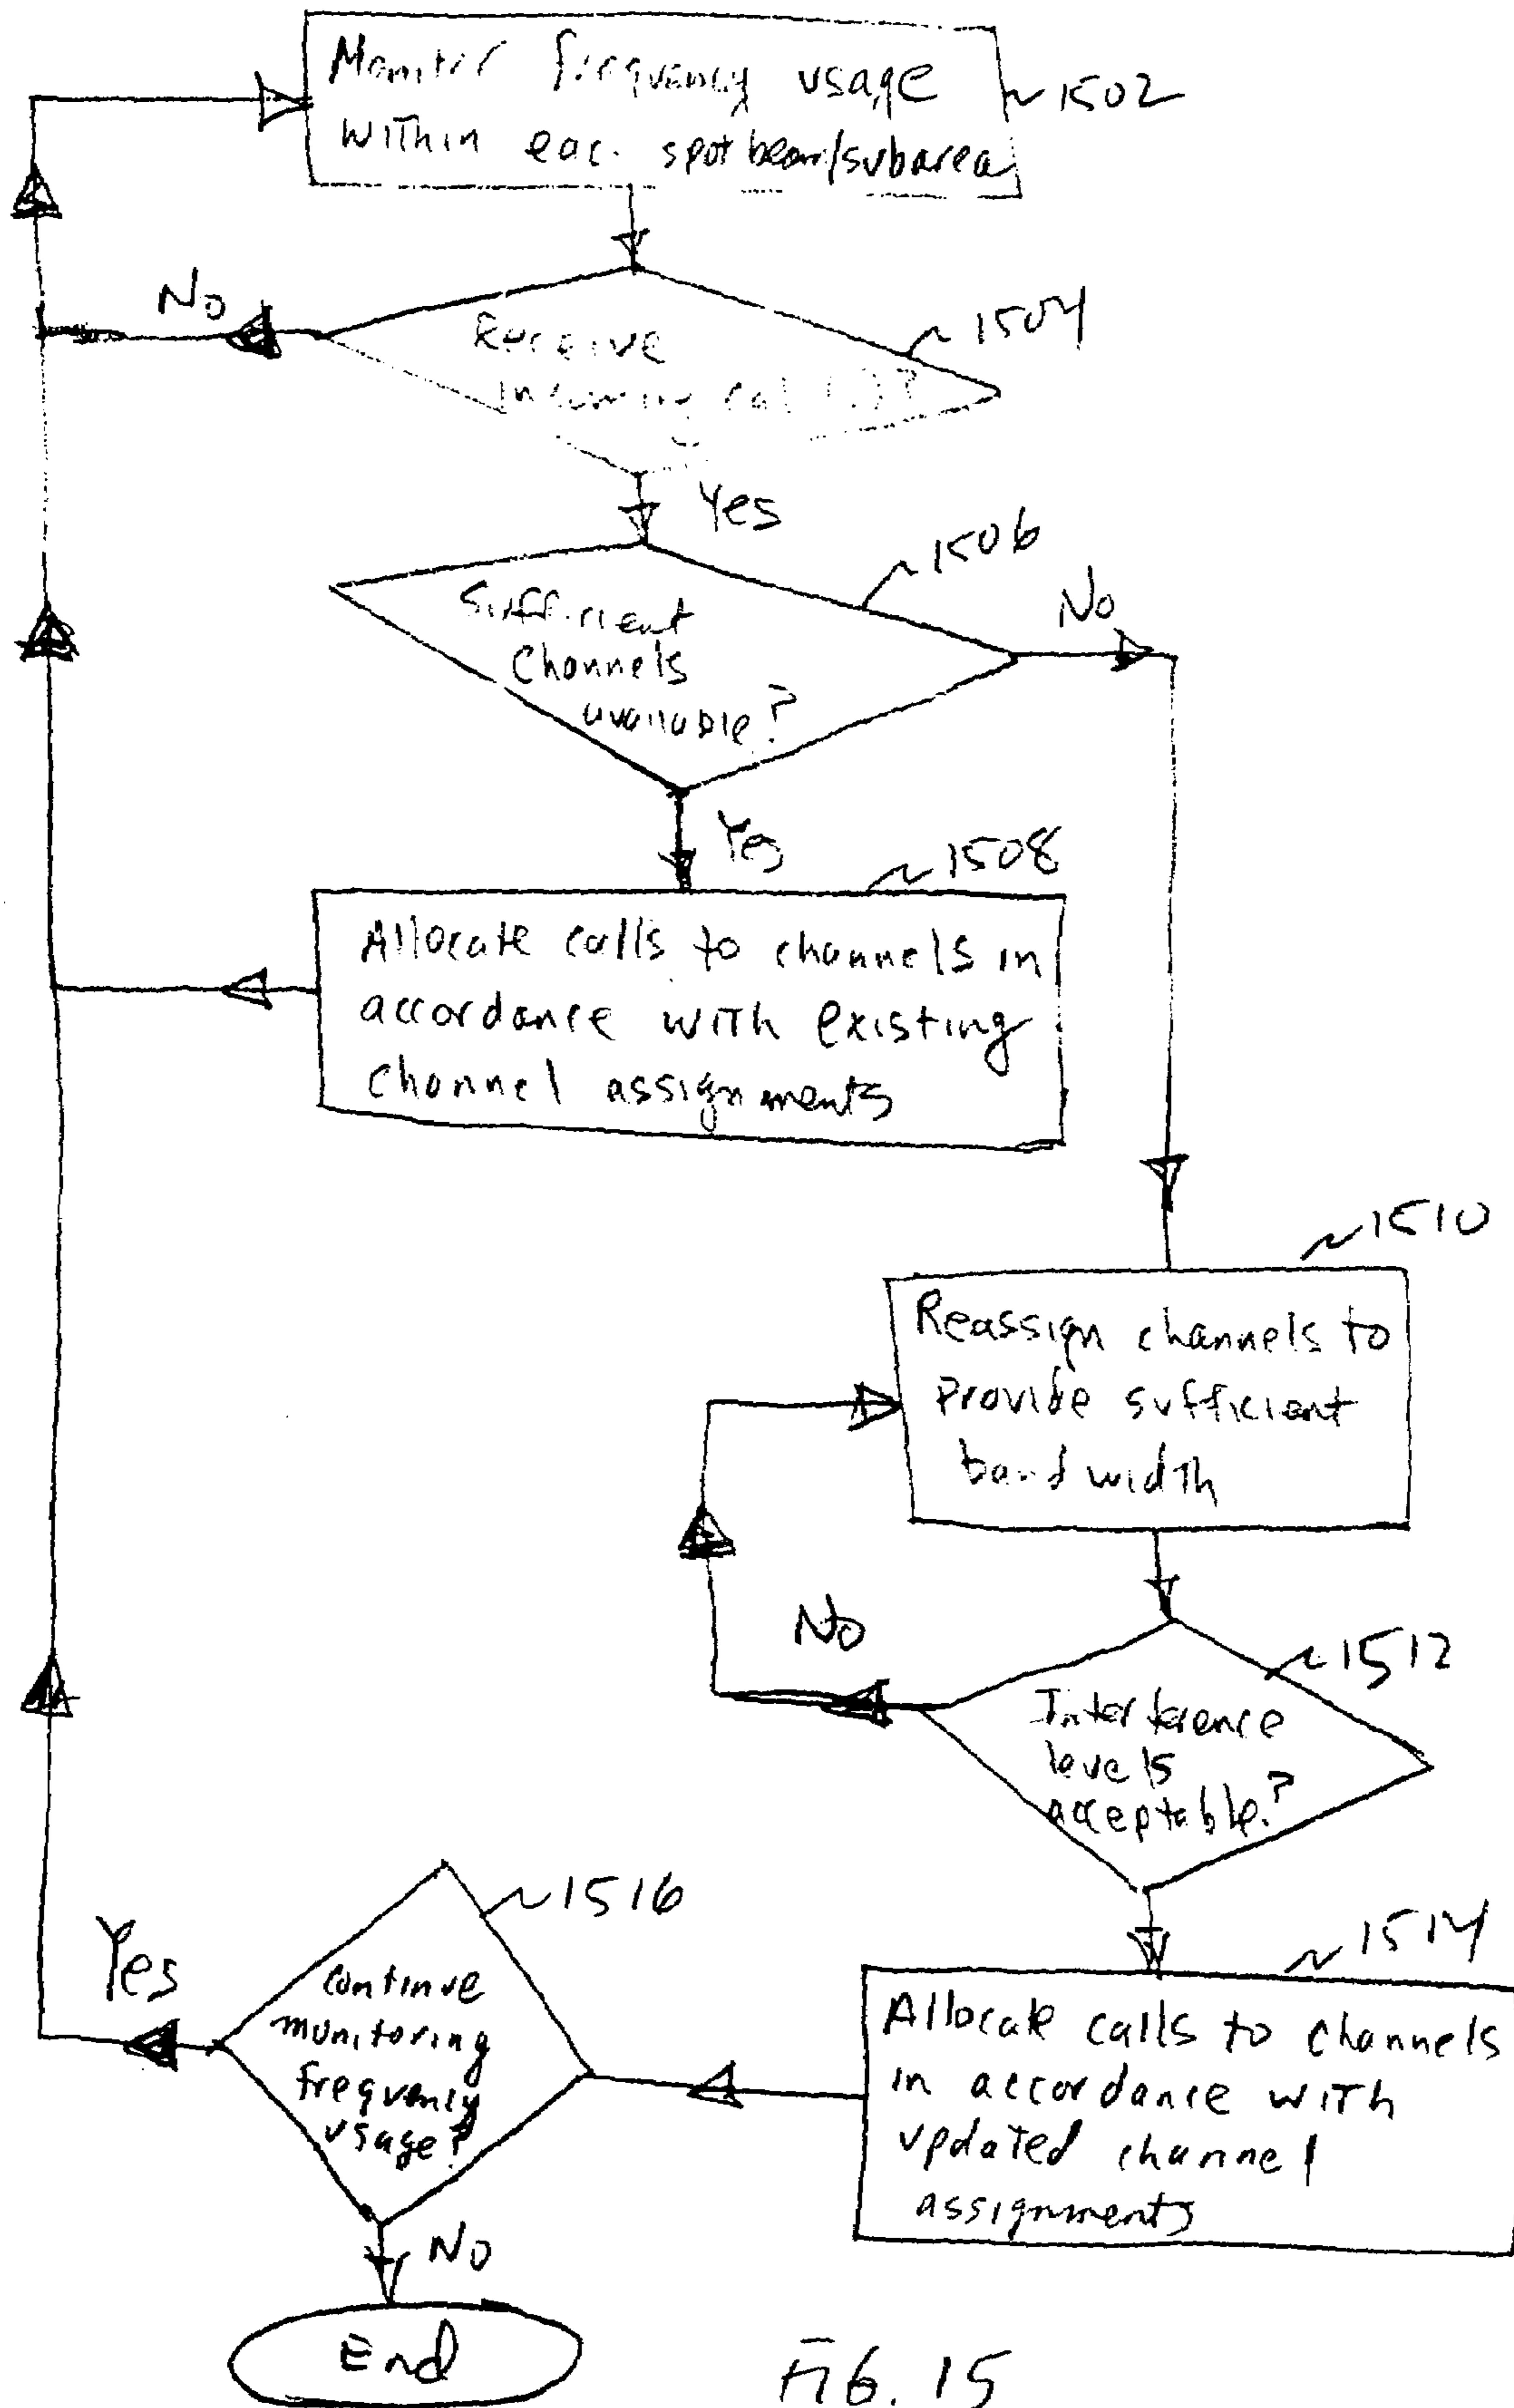 Monitor frequency usage
within eac. spotbeam/subarea
1502
No
Receive
Incoming call(s)?
1504
Yes
1506
Sufficient
Channels
available?
No
Yes
1508
Allocate calls to channels in
accordance with existing
channel assignments
1510
Reassign channels to
Provide sufficient
bandwidth
No
1512
Interference
levels
acceptable?
1514
Allocate calls to channels
in accordance with
updated channel
assignments
1516
Continue
monitoring
frequency
usage?
Yes
No
End
FIG. 15